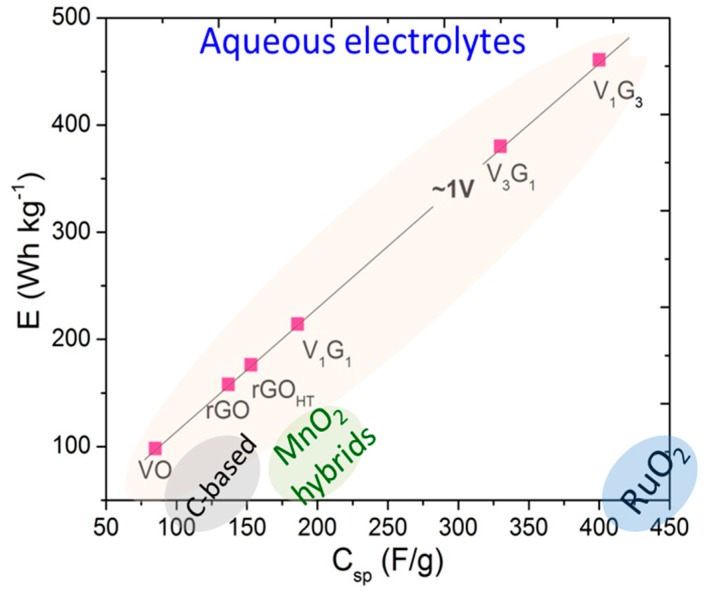 Aqueous electrolytes
E (Wh kg⁻¹)
500
400
300
200
100
V₁G₃
V₃G₁
~1V
V₁G₁
rGO_HT
rGO
VO
C-based
MnO₂
hybrids
RuO₂
50 100 150 200 250 300 350 400 450
C_sp (F/g)